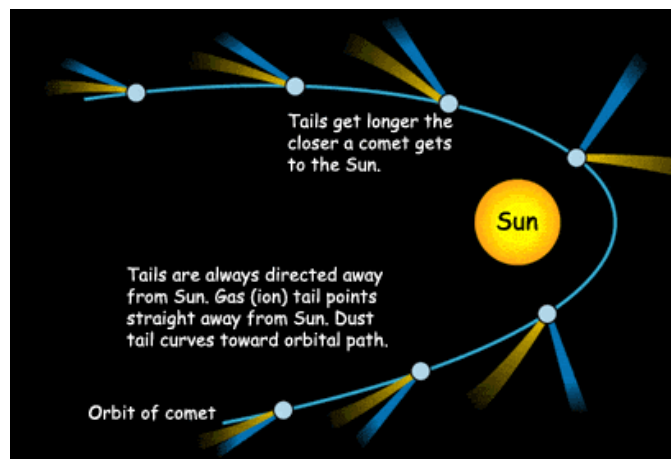 Tails get longer the
closer a comet gets
to the Sun.
Sun
Tails are always directed away
from Sun. Gas (ion) tail points
straight away from Sun. Dust
tail curves toward orbital path.
Orbit of comet